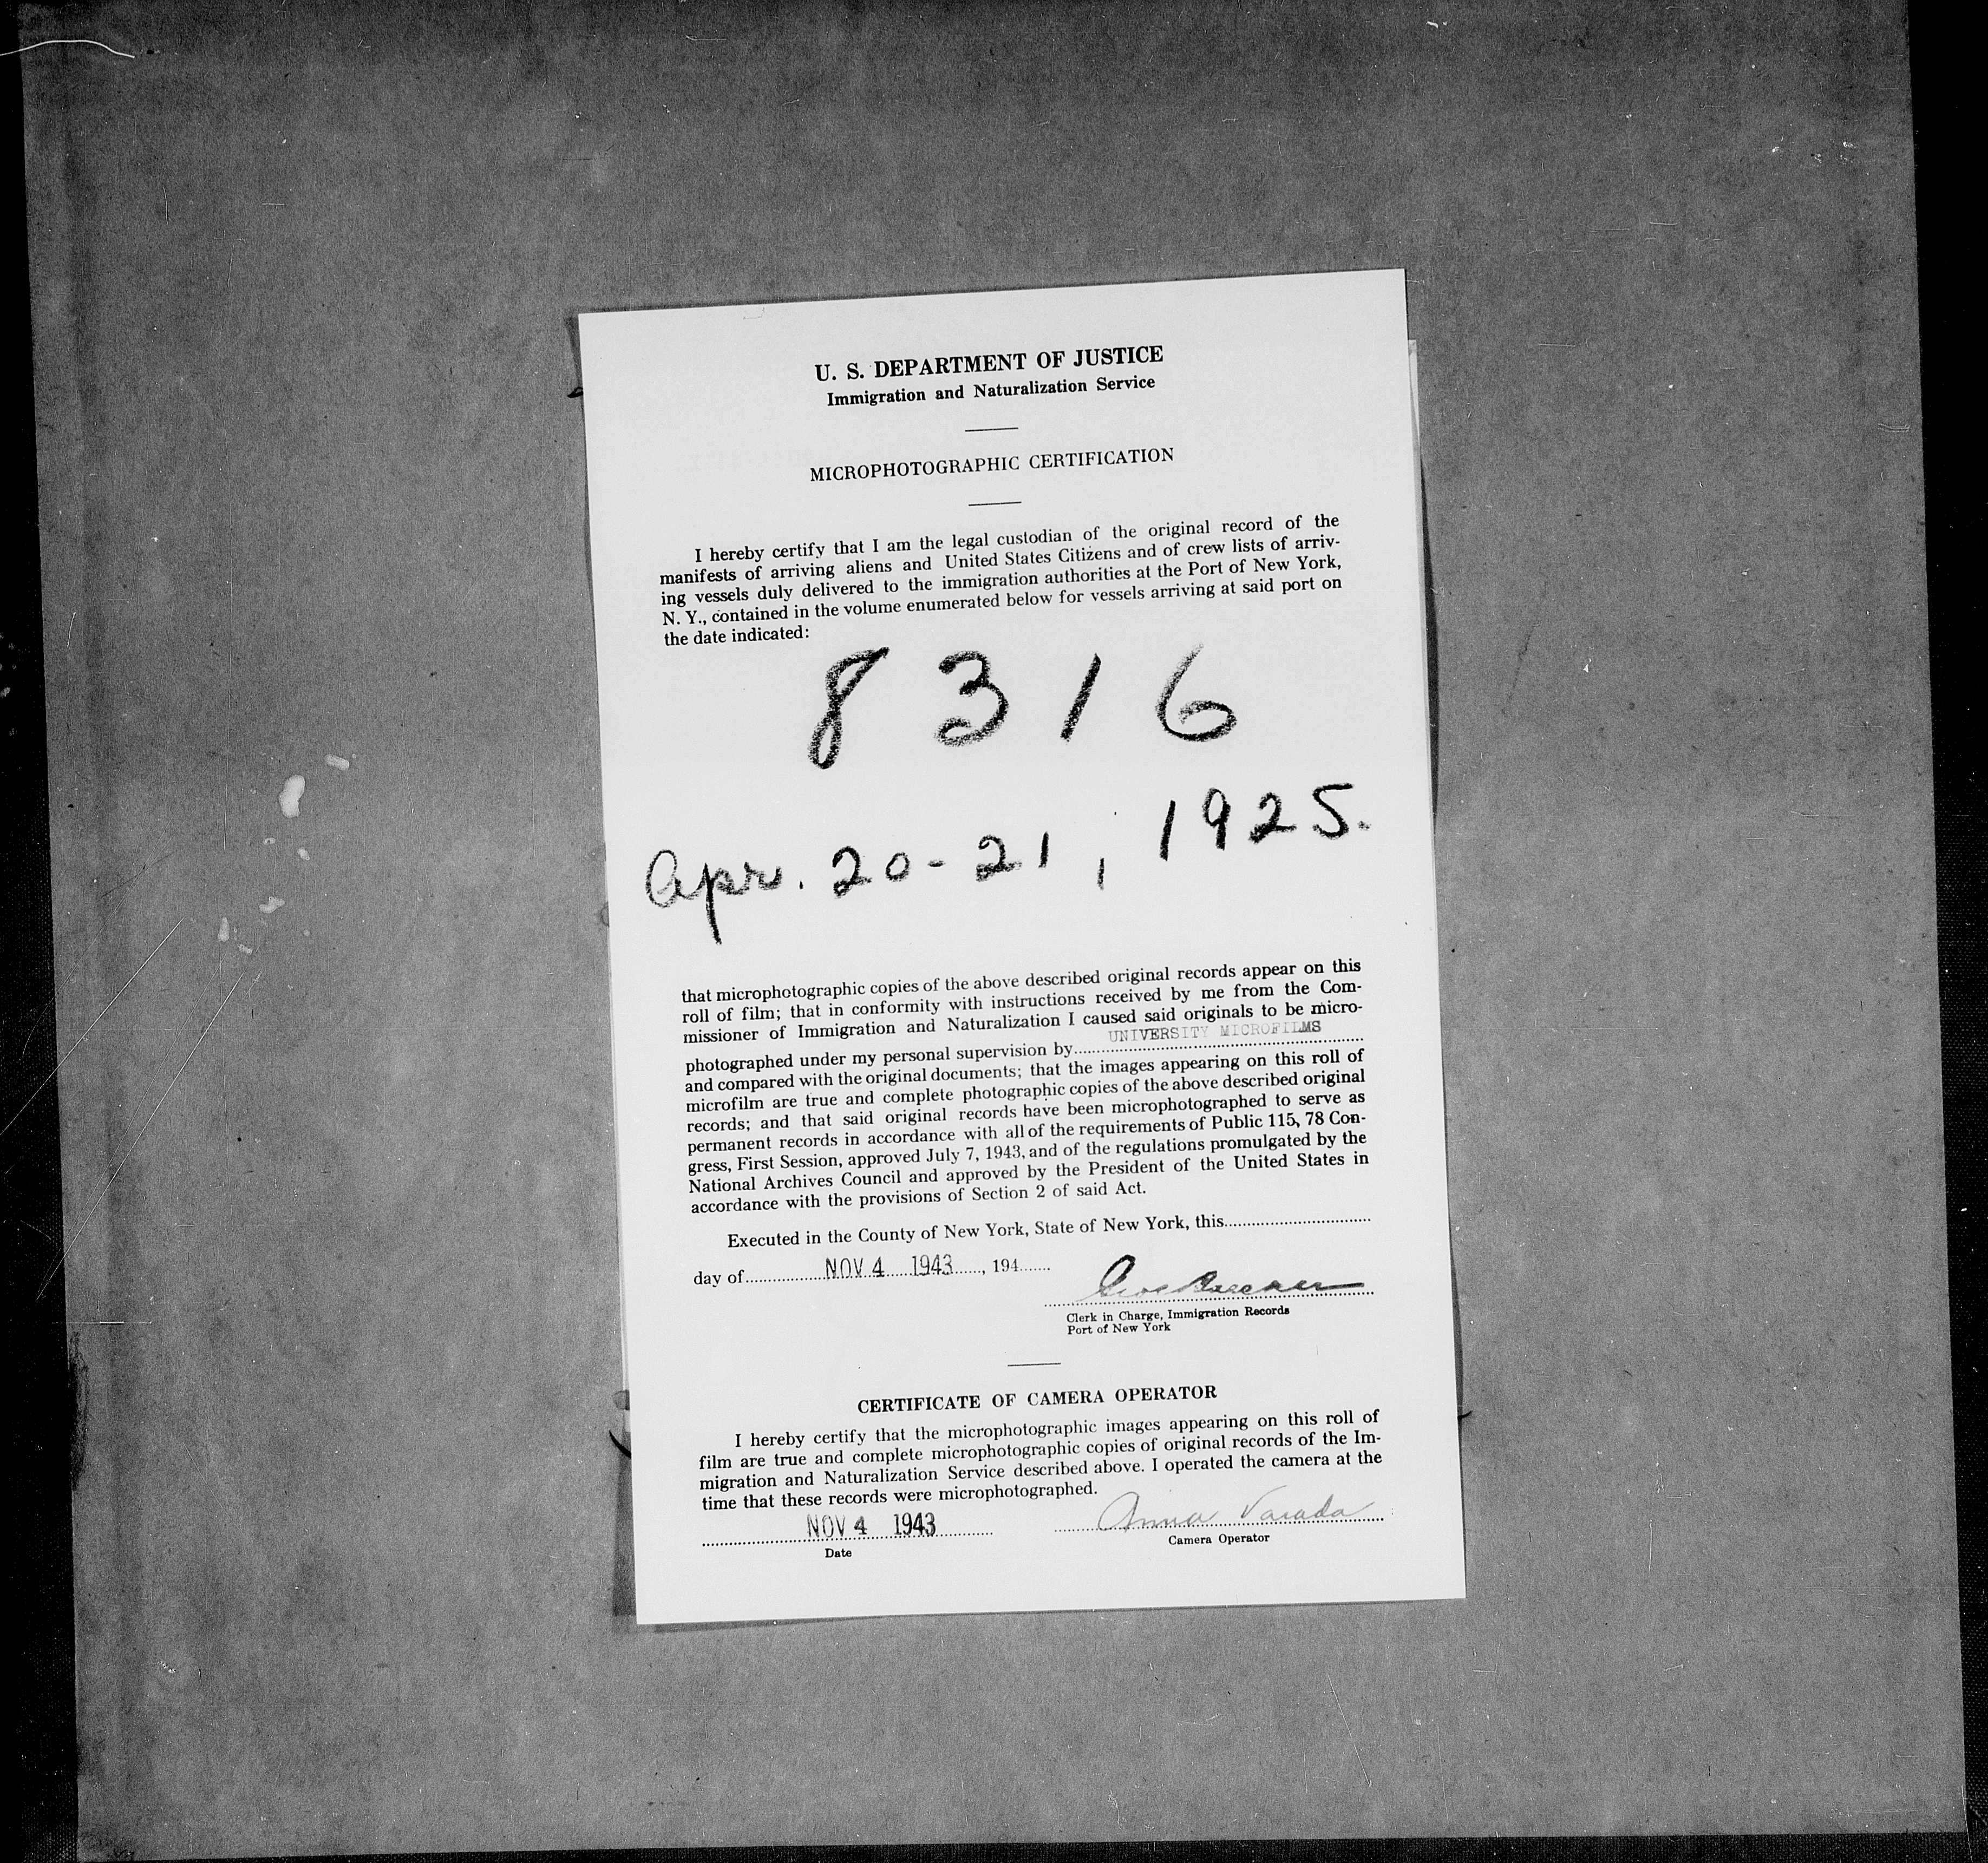 U. S. DEPARTMENT OF JUSTICE
Immigration and Naturalization Service
MICROPHOTOGRAPHIC CERTIFICATION
I hereby certify that I am the legal custodian of the original record of the
manifests of arriving aliens and United States Citizens and of crew lists of arriv-
ing vessels duly delivered to the immigration authorities at the Port of New York,
N. Y., contained in the volume enumerated below for vessels arriving at said port on
the date indicated:
8316
Apr. 20-21, 1925.
that microphotographic copies of the above described original records appear on this
roll of film; that in conformity with instructions received by me from the Com-
missioner of Immigration and Naturalization I caused said originals to be micro-
UNIVERSITY MICROFILMS
photographed under my personal supervision by
and compared with the original documents; that the images appearing on this roll of
microfilm are true and complete photographic copies of the above described original
records; and that said original records have been microphotographed to serve as
permanent records in accordance with all of the requirements of Public 115, 78 Con-
gress, First Session, approved July 7, 1943, and of the regulations promulgated by the
National Archives Council and approved by the President of the United States in
accordance with the provisions of Section 2 of said Act.
Executed in the County of New York, State of New York, this
day of NOV 4 1943, 194
Clerk in Charge, Immigration Records
Port of New York
CERTIFICATE OF CAMERA OPERATOR
I hereby certify that the microphotographic images appearing on this roll of
film are true and complete microphotographic copies of original records of the Im-
migration and Naturalization Service described above. I operated the camera at the
time that these records were microphotographed.
NOV 4 1943 Anna Varada
Date Camera Operator